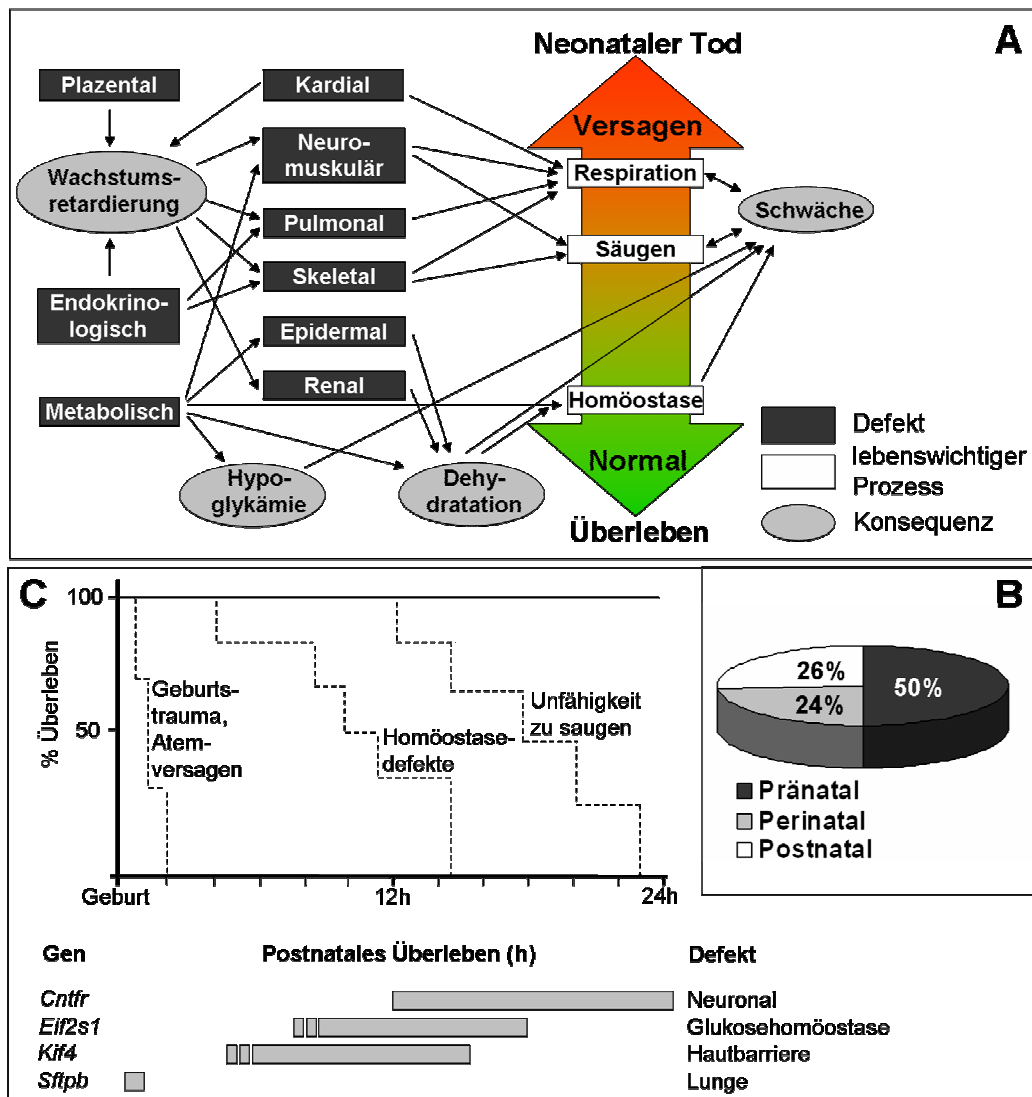 A
Neonataler Tod
Plazental
Kardial
Versagen
Neuro-
muskulär
Wachstums-
retardierung
Respiration
Schwäche
Pulmonal
Säugen
Skeletal
Endokrino-
logisch
Epidermal
Renal
Metabolisch
Homöostase
Defekt
lebenswichtiger
Prozess
Konsequenz
Normal
Hypo-
glykämie
Dehy-
dratation
Überleben
C
100
50
% Überleben
Geburts-
trauma,
Atem-
versagen
Homöostase-
defekte
Unfähigkeit
zu saugen
Geburt
12h
24h
B
26%
50%
24%
Pränatal
Perinatal
Postnatal
Gen Postnatales Überleben (h) Defekt
Cntfr Neuronal
Eif2s1 Glukosehomöostase
Kif4 Hautbarriere
Sftpb Lunge